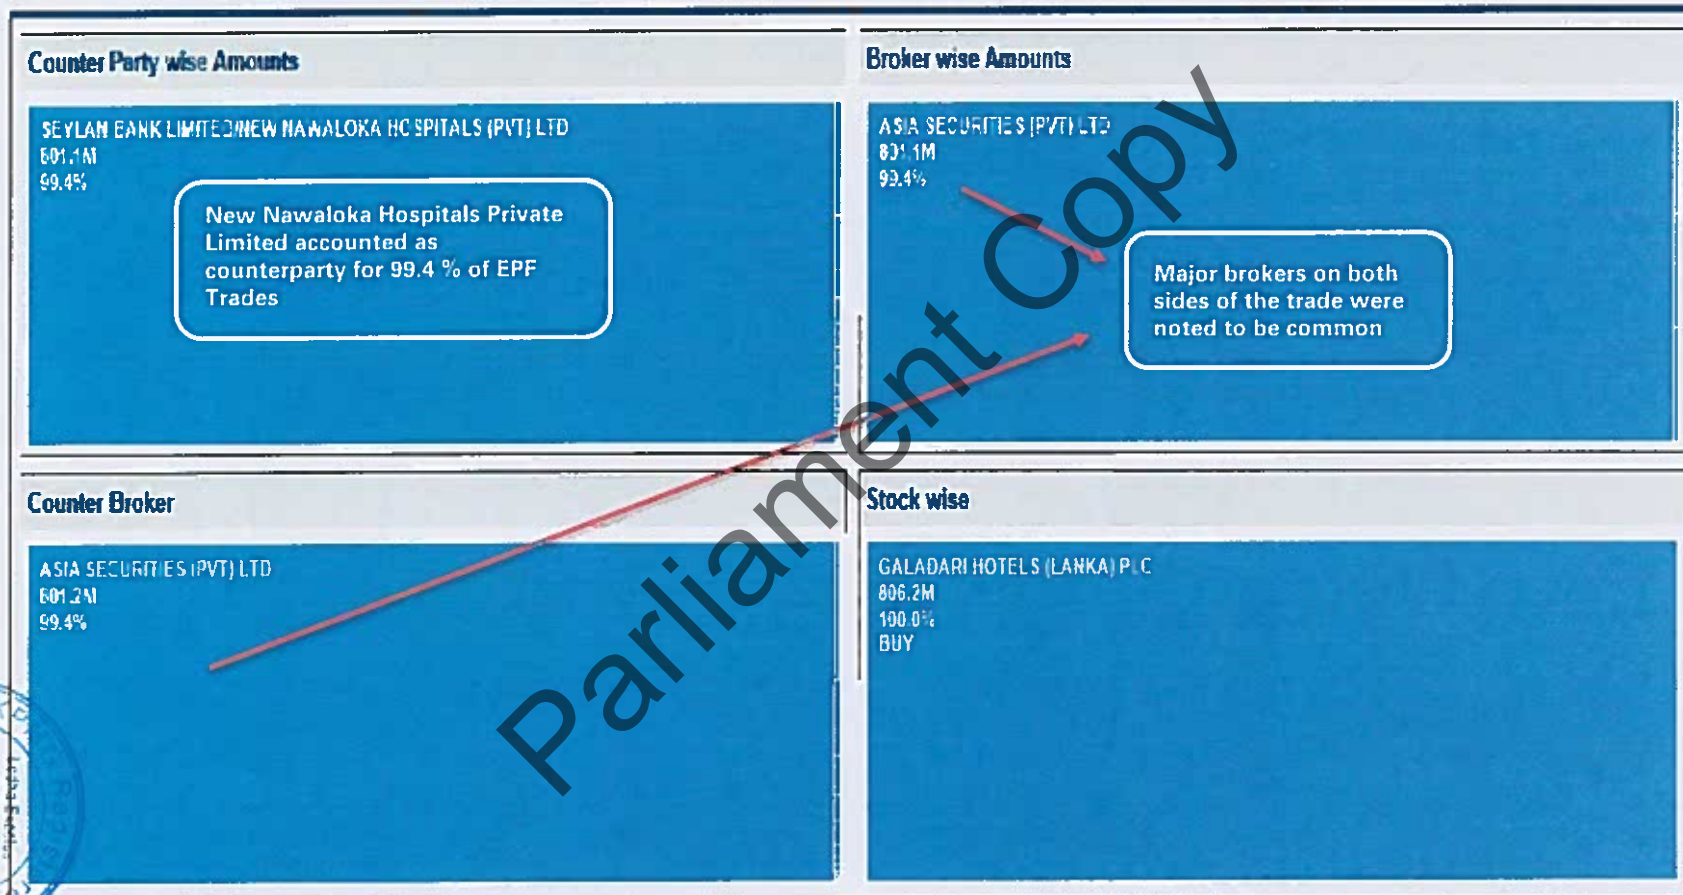 Counter Party wise Amounts
SEYLAN BANK LIMITED/NEW NAWALOKA HOSPITALS (PVT) LTD
801.1M
99.4%
New Nawaloka Hospitals Private
Limited accounted as
counterparty for 99.4 % of EPF
Trades
Broker wise Amounts
ASIA SECURITIES (PVT) LTD
801.1M
99.4%
Major brokers on both
sides of the trade were
noted to be common
Counter Broker
ASIA SECURITIES (PVT) LTD
801.2M
99.4%
Stock wise
GALADARI HOTELS (LANKA) PLC
806.2M
100.0%
BUY
Parliament Copy